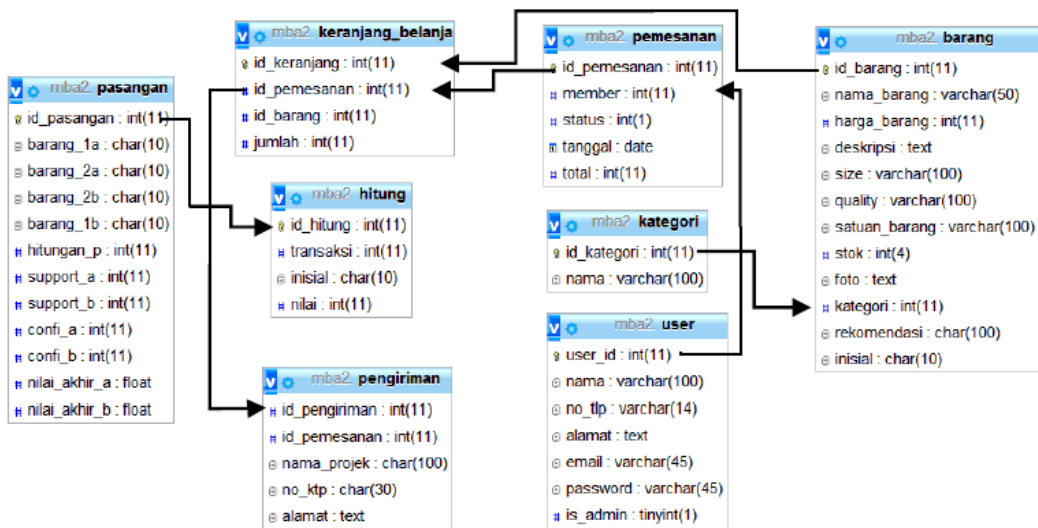 mba2. pasangan
id_pasangan : int(11)
barang_1a : char(10)
barang_2a : char(10)
barang_2b : char(10)
barang_1b : char(10)
hitungan_p : int(11)
support_a : int(11)
support_b : int(11)
confi_a : int(11)
confi_b : int(11)
nilai_akhir_a : float
nilai_akhir_b : float
mba2. keranjang_belanja
id_keranjang : int(11)
id_pemesanan : int(11)
id_barang : int(11)
jumlah : int(11)
mba2. hitung
id_hitung : int(11)
transaksi : int(11)
inisial : char(10)
nilai : int(11)
mba2. pengiriman
id_pengiriman : int(11)
id_pemesanan : int(11)
nama_projek : char(100)
no_ktp : char(30)
alamat : text
mba2. pemesanan
id_pemesanan : int(11)
member : int(11)
status : int(1)
tanggal : date
total : int(11)
mba2. kategori
id_kategori : int(11)
nama : varchar(100)
mba2. user
user_id : int(11)
nama : varchar(100)
no_tlp : varchar(14)
alamat : text
email : varchar(45)
password : varchar(45)
is_admin : tinyint(1)
mba2. barang
id_barang : int(11)
nama_barang : varchar(50)
harga_barang : int(11)
deskripsi : text
size : varchar(100)
quality : varchar(100)
satuan_barang : varchar(100)
stok : int(4)
foto : text
kategori : int(11)
rekomendasi : char(100)
inisial : char(10)